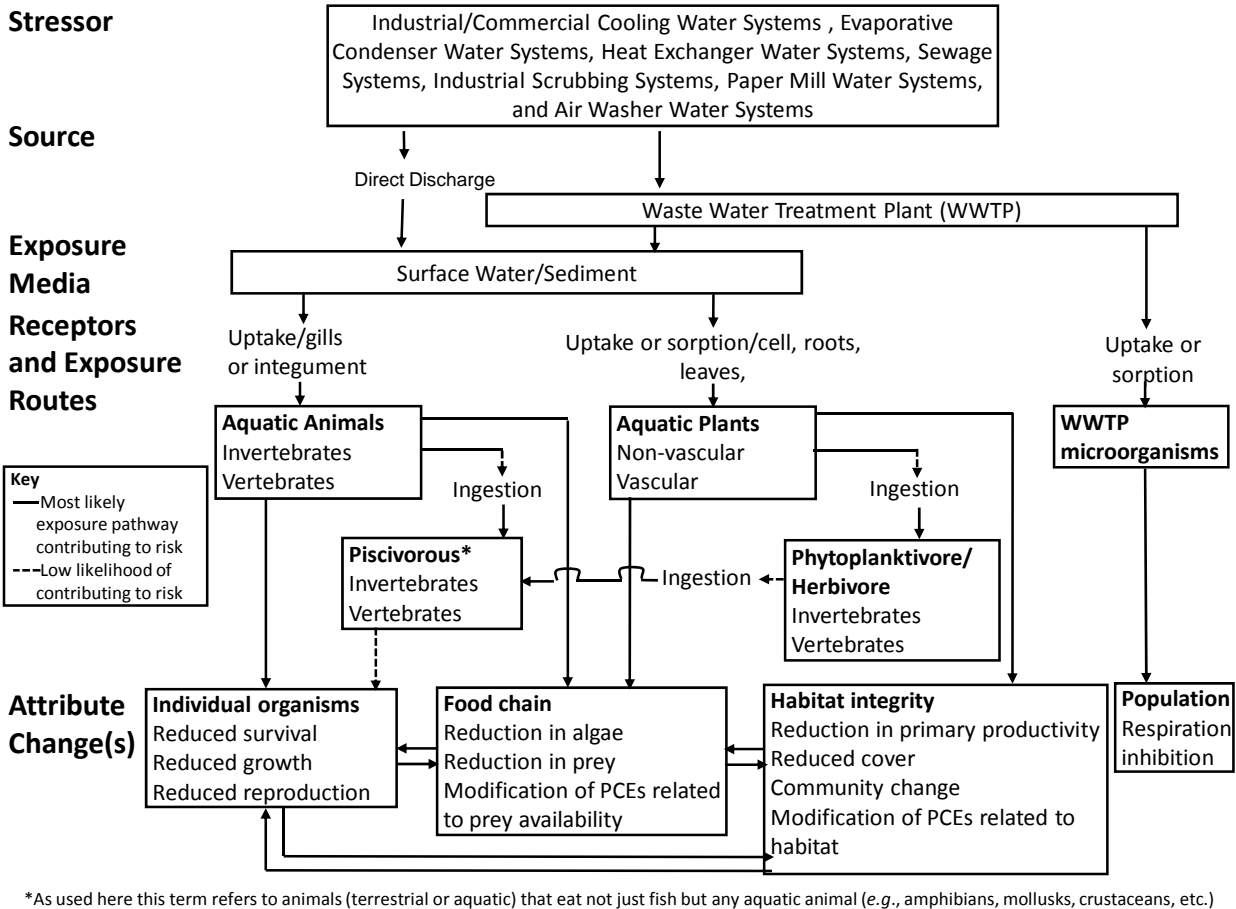 Stressor
Industrial/Commercial Cooling Water Systems , Evaporative
Condenser Water Systems, Heat Exchanger Water Systems, Sewage
Systems, Industrial Scrubbing Systems, Paper Mill Water Systems,
and Air Washer Water Systems
Source
Direct Discharge
Waste Water Treatment Plant (WWTP)
Exposure
Media
Surface Water/Sediment
Receptors
and Exposure
Routes
Uptake/gills
or integument
Uptake or sorption/cell, roots,
leaves,
Uptake or
sorption
Aquatic Animals
Invertebrates
Vertebrates
Aquatic Plants
Non-vascular
Vascular
WWTP
microorganisms
Key
Most likely
exposure pathway
contributing to risk
Low likelihood of
contributing to risk
Ingestion
Ingestion
Piscivorous*
Invertebrates
Vertebrates
Ingestion
Phytoplanktivore/
Herbivore
Invertebrates
Vertebrates
Attribute
Change(s)
Individual organisms
Reduced survival
Reduced growth
Reduced reproduction
Food chain
Reduction in algae
Reduction in prey
Modification of PCEs related
to prey availability
Habitat integrity
Reduction in primary productivity
Reduced cover
Community change
Modification of PCEs related to
habitat
Population
Respiration
inhibition
*As used here this term refers to animals (terrestrial or aquatic) that eat not just fish but any aquatic animal (e.g., amphibians, mollusks, crustaceans, etc.)